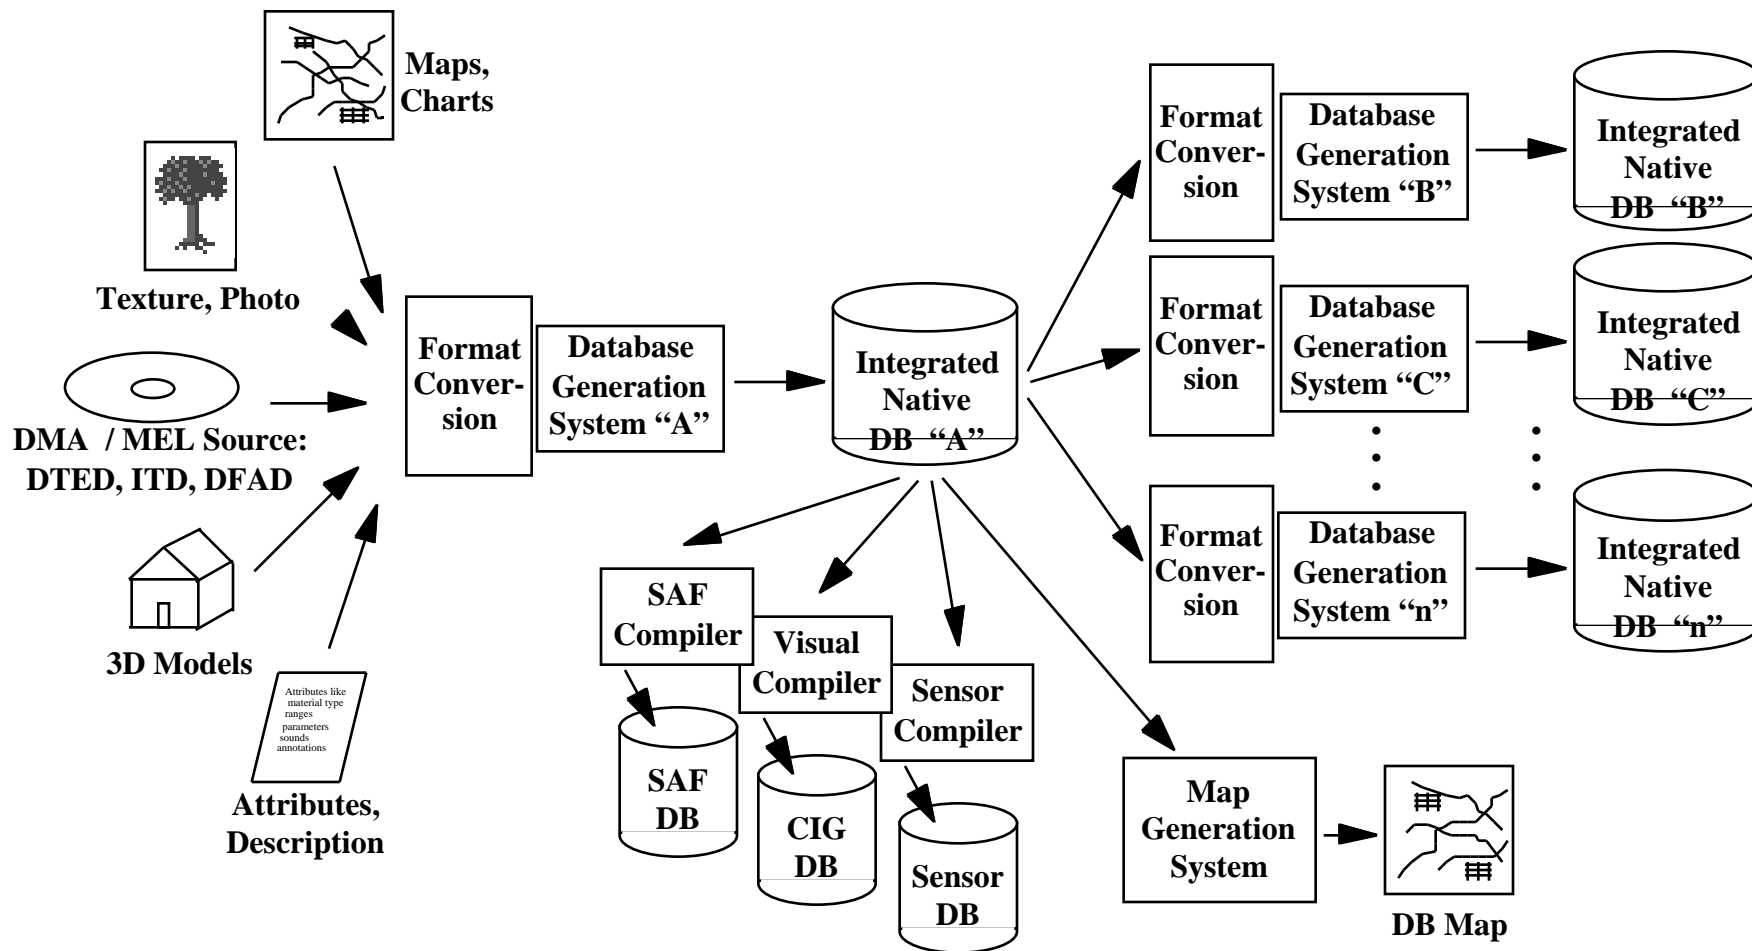 Maps,
Charts
Texture, Photo
DMA / MEL Source:
DTED, ITD, DFAD
3D Models
Attributes like
material type
ranges
parameters
sounds
annotations
Attributes,
Description
Format
Conver-
sion
Database
Generation
System “A”
Integrated
Native
DB “A”
SAF
Compiler
Visual
Compiler
Sensor
Compiler
SAF
DB
CIG
DB
Sensor
DB
Map
Generation
System
DB Map
Format
Conver-
sion
Database
Generation
System “B”
Integrated
Native
DB “B”
Format
Conver-
sion
Database
Generation
System “C”
Integrated
Native
DB “C”
Format
Conver-
sion
Database
Generation
System “n”
Integrated
Native
DB “n”